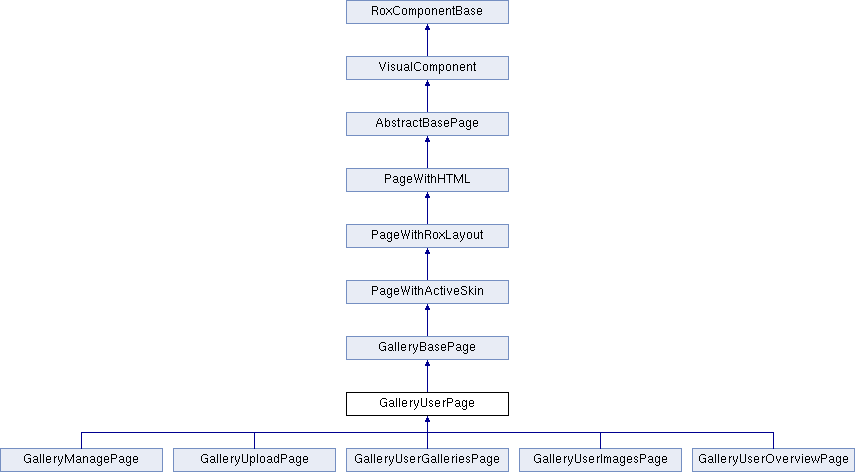 RoxComponentBase
VisualComponent
AbstractBasePage
PageWithHTML
PageWithRoxLayout
PageWithActiveSkin
GalleryBasePage
GalleryUserPage
GalleryManagePage
GalleryUploadPage
GalleryUserGalleriesPage
GalleryUserImagesPage
GalleryUserOverviewPage